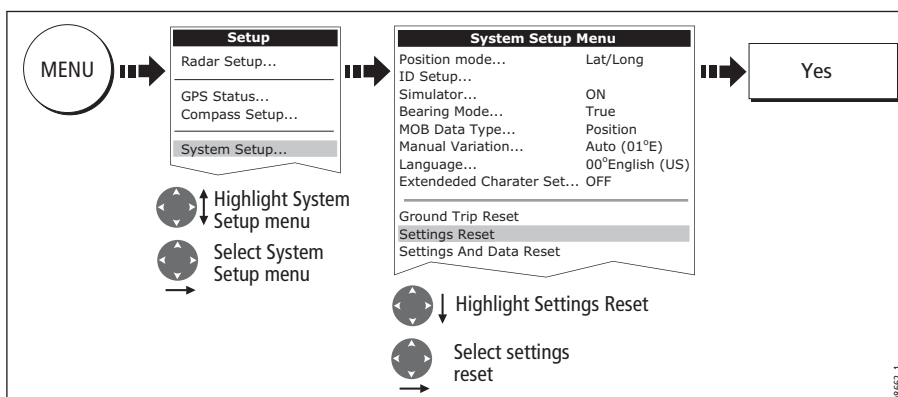 MENU
Setup
Radar Setup...
GPS Status...
Compass Setup...
System Setup...
Highlight System
Setup menu
Select System
Setup menu
System Setup Menu
Position mode... Lat/Long
ID Setup...
Simulator... ON
Bearing Mode... True
MOB Data Type... Position
Manual Variation... Auto (01°E)
Language... 00°English (US)
Extendeded Charater Set... OFF
Ground Trip Reset
Settings Reset
Settings And Data Reset
Highlight Settings Reset
Select settings
reset
Yes